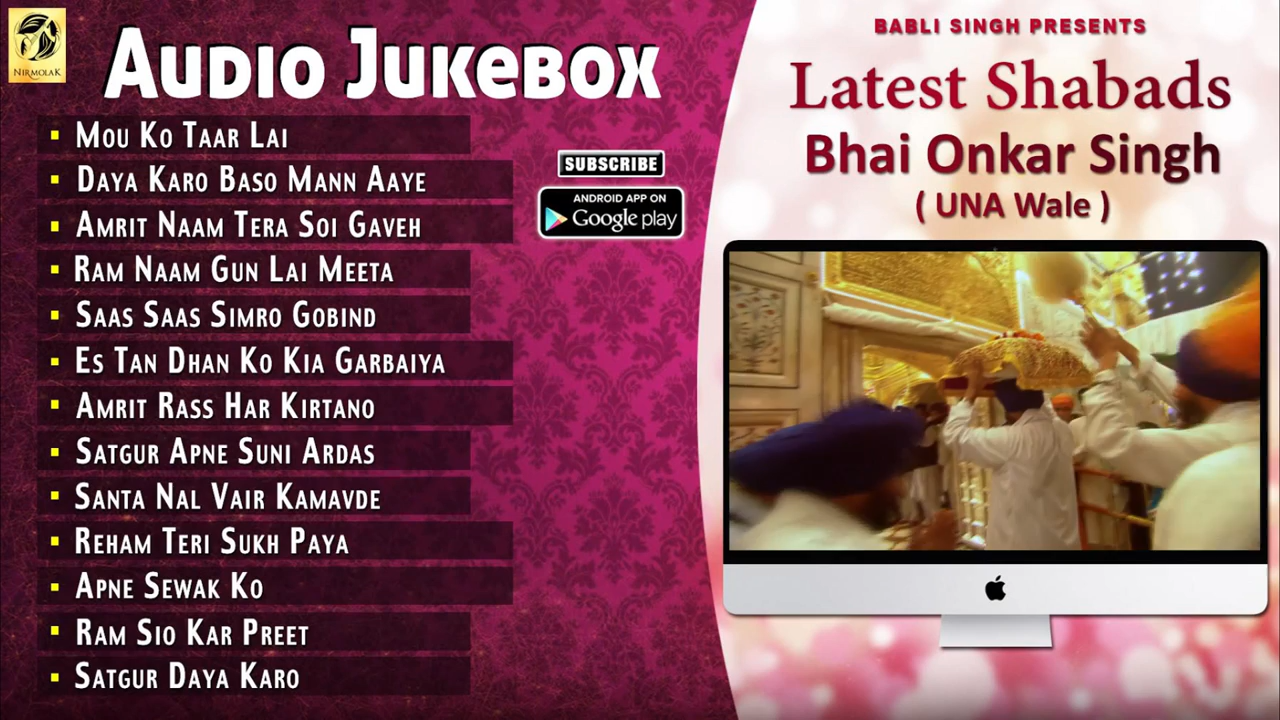 NIRMOLAK
AUDIO JUKEBOX
MOU KO TAAR LAI
DAYA KARO BASO MANN AAYE
AMRIT NAAM TERA SOI GAVEH
RAM NAAM GUN LAI MEETA
SAAS SAAS SIMRO GOBIND
ES TAN DHAN KO KIA GARBAIYA
AMRIT RASS HAR KIRTANO
SATGUR APNE SUNI ARDAS
SANTA NAL VAIR KAMAVDE
REHAM TERI SUKH PAYA
APNE SEWAK KO
RAM SIO KAR PREET
SATGUR DAYA KARO
SUBSCRIBE
ANDROID APP ON
Google play
BABLI SINGH PRESENTS
Latest Shabads
Bhai Onkar Singh
( UNA Wale )